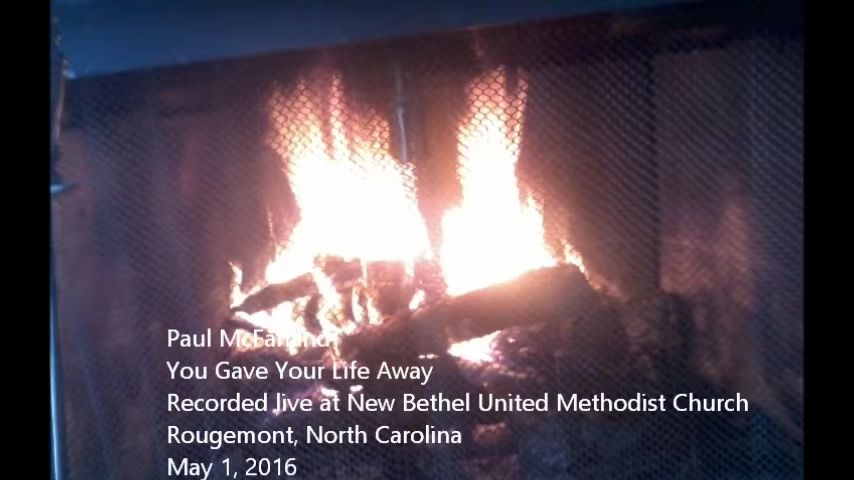 Paul
You Gave Your Life Away
Recorded live at New Bethel United Methodist Church
Rougemont, North Carolina
May 1, 2016